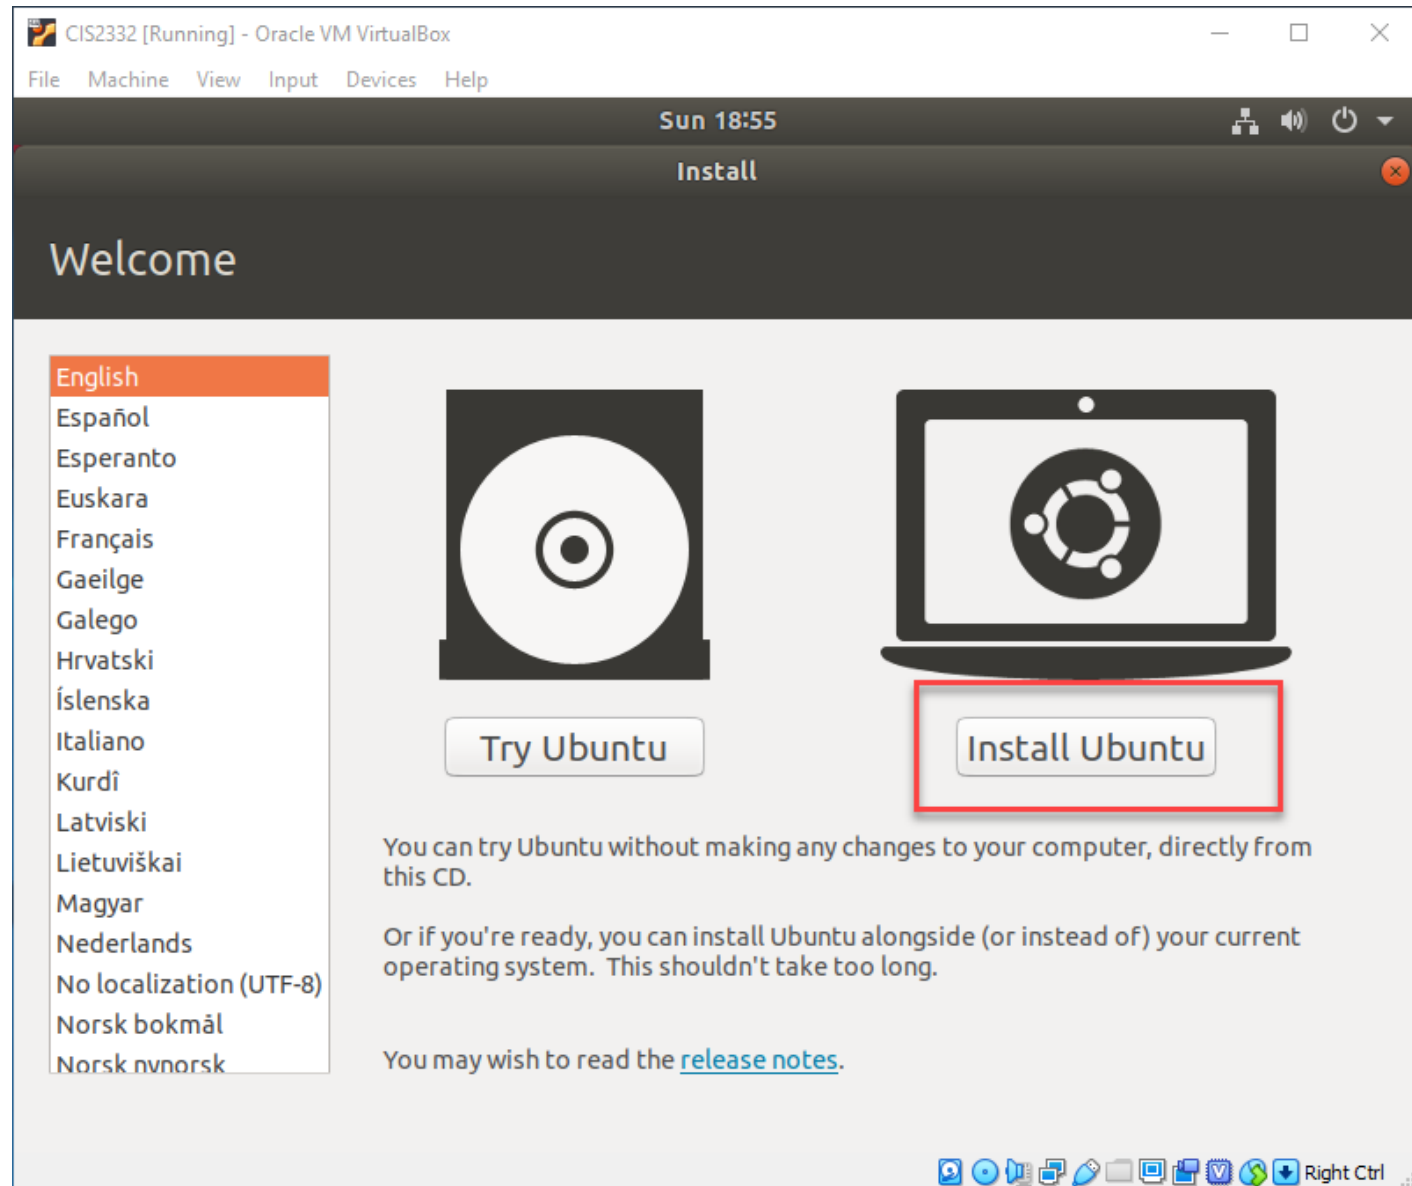 CIS2332 [Running] - Oracle VM VirtualBox
File Machine View Input Devices Help
Sun 18:55
Install
Welcome
English
Español
Esperanto
Euskara
Français
Gaeilge
Galego
Hrvatski
Íslenska
Italiano
Kurdî
Latviski
Lietuviškai
Magyar
Nederlands
No localization (UTF-8)
Norsk bokmål
Norsk nynorsk
Try Ubuntu
Install Ubuntu
You can try Ubuntu without making any changes to your computer, directly from
this CD.
Or if you're ready, you can install Ubuntu alongside (or instead of) your current
operating system. This shouldn't take too long.
You may wish to read the release notes.
Right Ctrl